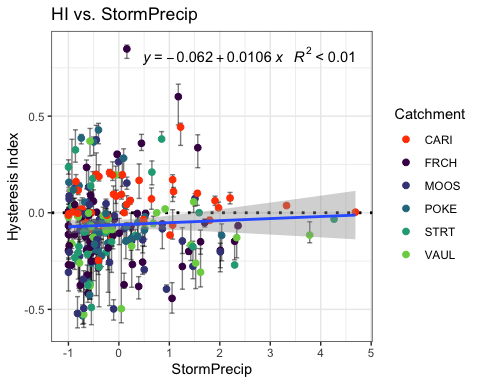 HI vs. StormPrecip
y = −0.062 + 0.0106 x R² < 0.01
Hysteresis Index
0.5
0.0
-0.5
-1 0 1 2 3 4 5
StormPrecip
Catchment
CARI
FRCH
MOOS
POKE
STRT
VAUL